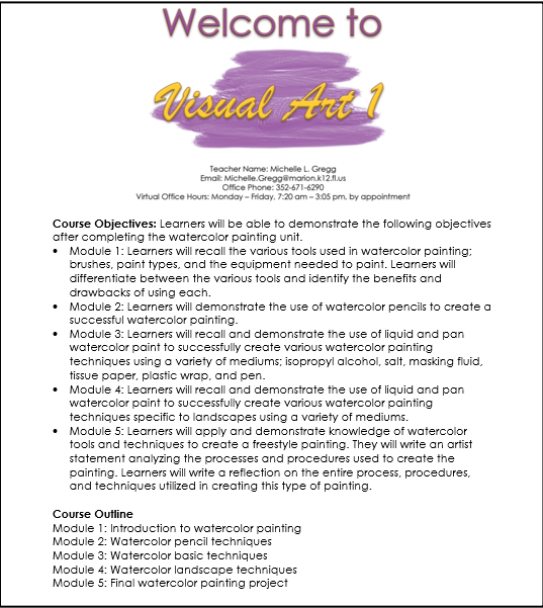 Welcome to
Visual Art 1
Teacher Name: Michelle L. Gregg
Email: Michelle.Gregg@marion.k12.fl.us
Office Phone: 352-671-6290
Virtual Office Hours: Monday – Friday, 7:20 am – 3:05 pm, by appointment
Course Objectives: Learners will be able to demonstrate the following objectives
after completing the watercolor painting unit.
• Module 1: Learners will recall the various tools used in watercolor painting;
brushes, paint types, and the equipment needed to paint. Learners will
differentiate between the various tools and identify the benefits and
drawbacks of using each.
• Module 2: Learners will demonstrate the use of watercolor pencils to create a
successful watercolor painting.
• Module 3: Learners will recall and demonstrate the use of liquid and pan
watercolor paint to successfully create various watercolor painting
techniques using a variety of mediums; isopropyl alcohol, salt, masking fluid,
tissue paper, plastic wrap, and pen.
• Module 4: Learners will recall and demonstrate the use of liquid and pan
watercolor paint to successfully create various watercolor painting
techniques specific to landscapes using a variety of mediums.
• Module 5: Learners will apply and demonstrate knowledge of watercolor
tools and techniques to create a freestyle painting. They will write an artist
statement analyzing the processes and procedures used to create the
painting. Learners will write a reflection on the entire process, procedures,
and techniques utilized in creating this type of painting.
Course Outline
Module 1: Introduction to watercolor painting
Module 2: Watercolor pencil techniques
Module 3: Watercolor basic techniques
Module 4: Watercolor landscape techniques
Module 5: Final watercolor painting project